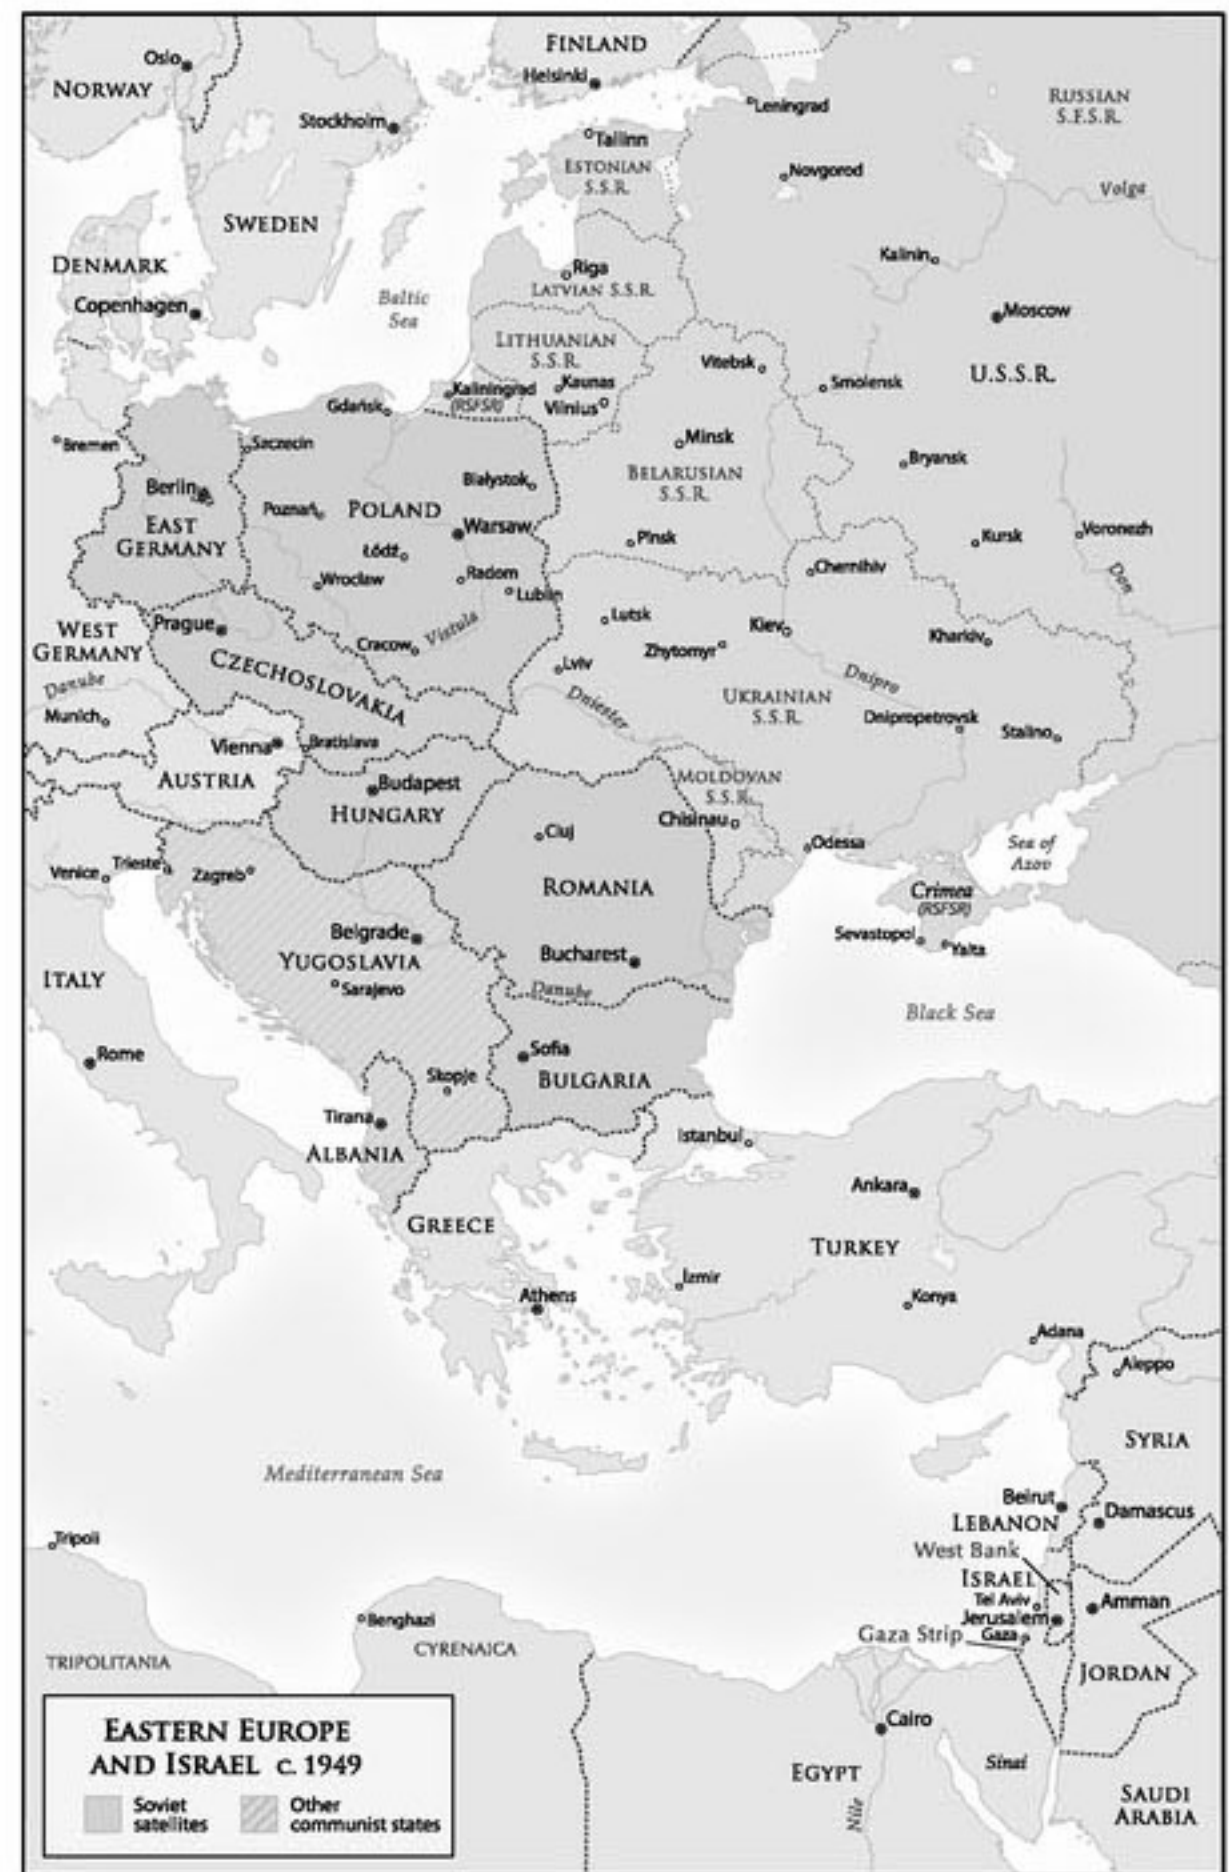 FINLAND
Oslo
Helsinki
NORWAY
RUSSIAN
S.F.S.R.
Leningrad
Stockholm
Tallinn
ESTONIAN
S.S.R.
Novgorod
Volga
SWEDEN
Kalinin
DENMARK
Riga
LATVIAN S.S.R.
Copenhagen
Baltic
Sea
Moscow
LITHUANIAN
S.S.R.
Vitebsk
U.S.S.R.
Kaliningrad
(RSFSR)
Kaunas
Smolensk
Gdańsk
Vilnius
Bremen
Szczecin
Minsk
Bryansk
BELARUSIAN
S.S.R.
Białystok
Berlin
Poznań
POLAND
Warsaw
EAST
GERMANY
Pinsk
Kursk
Voronezh
Łódź
Chernihiv
Wrocław
Radom
Lublin
Don
Lutsk
WEST
GERMANY
Prague
Vistula
Kiev
Kharkiv
Cracow
Zhytomyr
CZECHOSLOVAKIA
Lviv
Danube
Dniester
Dnipro
UKRAINIAN
S.S.R.
Munich
Dnipropetrovsk
Stalino
Vienna
Bratislava
AUSTRIA
Budapest
MOLDOVAN
S.S.R.
HUNGARY
Chisinau
Cluj
Odessa
Sea of
Azov
Venice
Trieste
Zagreb
ROMANIA
Crimea
(RSFSR)
Belgrade
Sevastopol
Yalta
YUGOSLAVIA
Bucharest
ITALY
Sarajevo
Danube
Black Sea
Rome
Sofia
BULGARIA
Skopje
Tirana
Istanbul
ALBANIA
Ankara
GREECE
TURKEY
İzmir
Athens
Konya
Adana
Aleppo
SYRIA
Mediterranean Sea
Beirut
Damascus
LEBANON
Tripoli
West Bank
ISRAEL
Tel Aviv
Amman
Jerusalem
Benghazi
Gaza Strip
Gaza
CYRENAICA
TRIPOLITANIA
JORDAN
Cairo
EASTERN EUROPE
AND ISRAEL c. 1949
Sinai
EGYPT
SAUDI
ARABIA
Nile
Soviet
satellites
Other
communist states